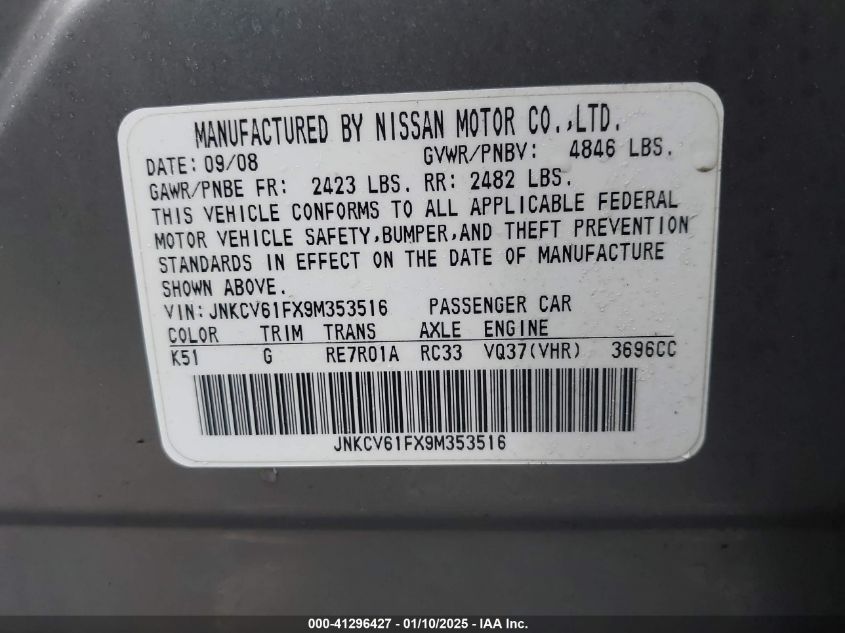 MANUFACTURED BY NISSAN MOTOR CO.,LTD.
DATE: 09/08 GVWR/PNBV: 4846 LBS.
GAWR/PNBE FR: 2423 LBS. RR: 2482 LBS.
THIS VEHICLE CONFORMS TO ALL APPLICABLE FEDERAL
MOTOR VEHICLE SAFETY,BUMPER,AND THEFT PREVENTION
STANDARDS IN EFFECT ON THE DATE OF MANUFACTURE
SHOWN ABOVE.
VIN: JNKCV61FX9M353516 PASSENGER CAR
COLOR TRIM TRANS AXLE ENGINE
K51 G RE7R01A RC33 VQ37(VHR) 3696CC
JNKCV61FX9M353516
000-41296427 - 01/10/2025 - IAA Inc.